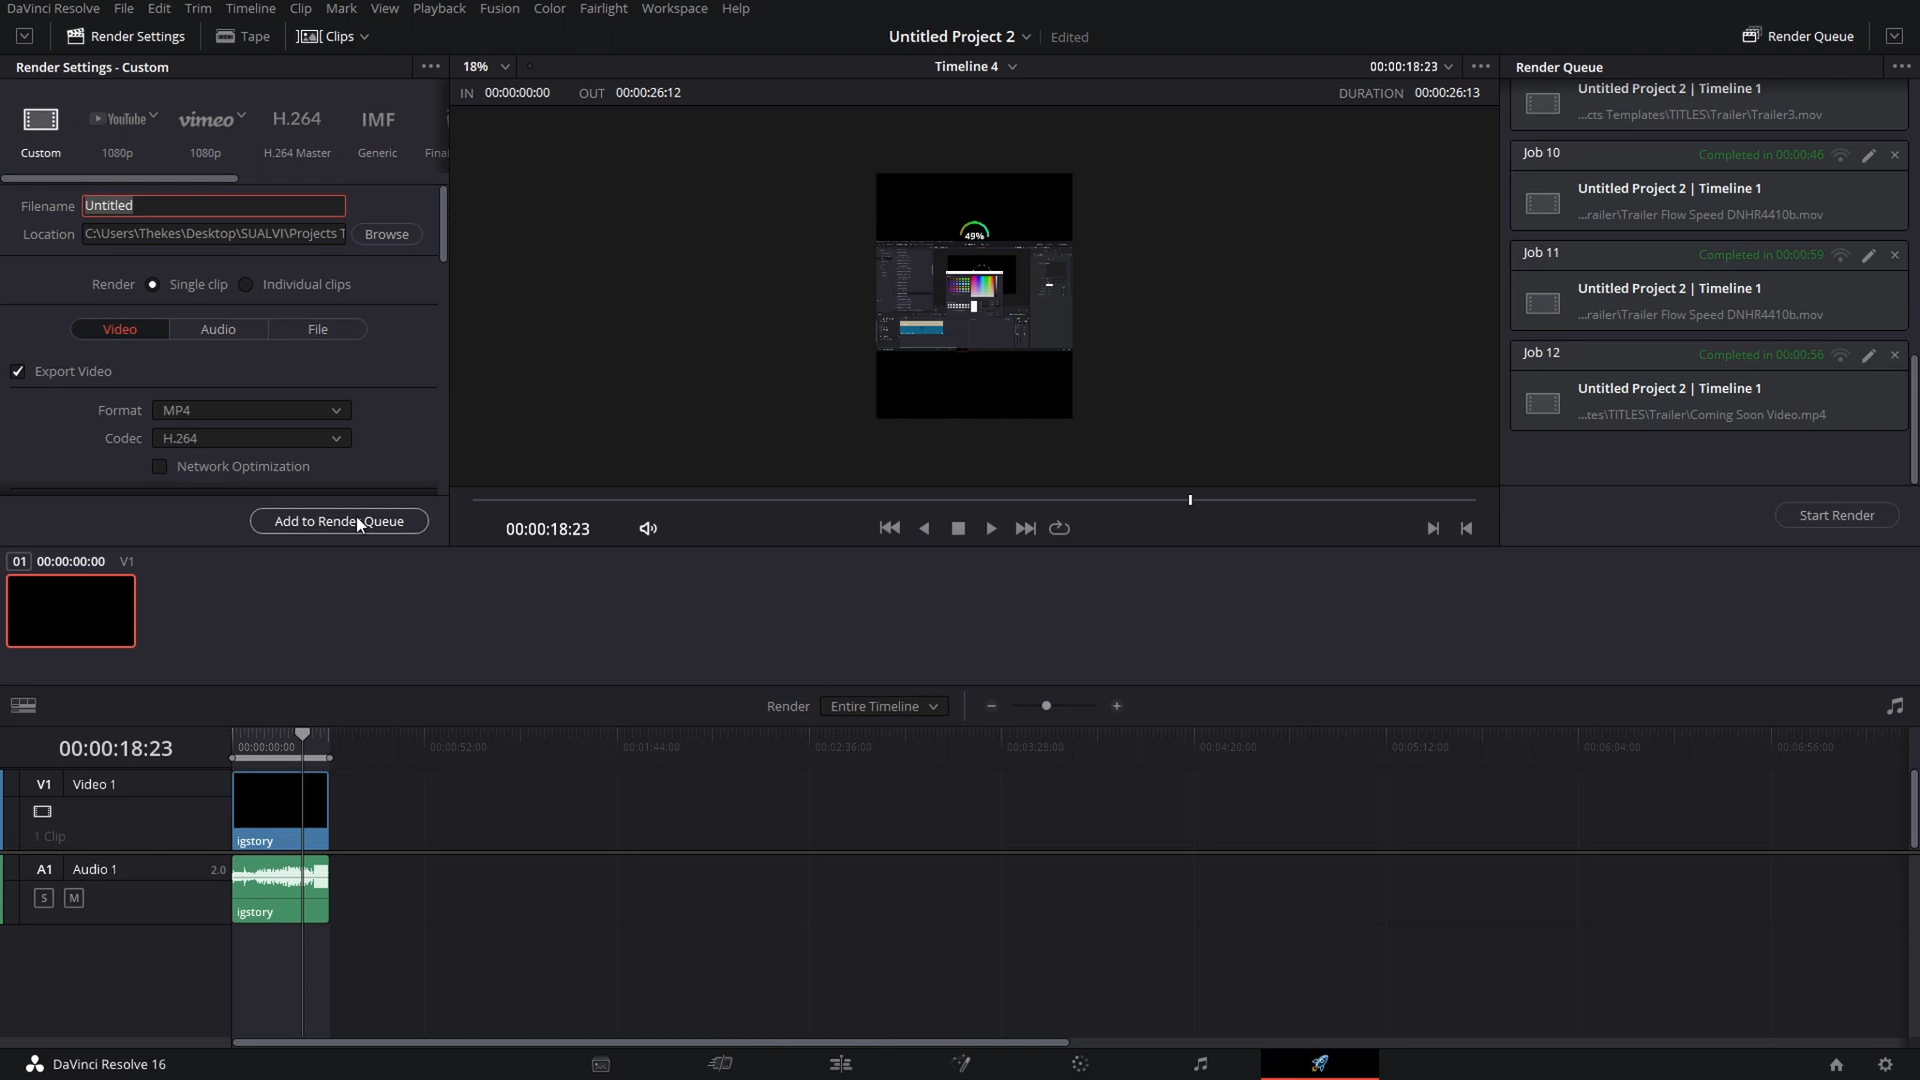 DaVinci Resolve File Edit Trim Timeline Clip Mark View Playback Fusion Color Fairlight Workspace Help
Render Settings Tape Clips Untitled Project 2 Edited Render Queue
Render Settings - Custom 18% Timeline 4 00:00:18:23 Render Queue
IN 00:00:00:00 OUT 00:00:26:12 DURATION 00:00:26:13
YouTube vimeo H.264 IMF
Custom 1080p 1080p H.264 Master Generic Final
Filename Untitled
Location C:\Users\Thekes\Desktop\SUALVI\Projects T Browse
Render Single clip Individual clips
Video Audio File
Export Video
Format MP4
Codec H.264
Network Optimization
Add to Render Queue
49%
00:00:18:23
Untitled Project 2 | Timeline 1
...cts Templates\TITLES\Trailer\Trailer3.mov
Job 10 Completed in 00:00:46
Untitled Project 2 | Timeline 1
...railer\Trailer Flow Speed DNHR4410b.mov
Job 11 Completed in 00:00:59
Untitled Project 2 | Timeline 1
...railer\Trailer Flow Speed DNHR4410b.mov
Job 12 Completed in 00:00:56
Untitled Project 2 | Timeline 1
...tes\TITLES\Trailer\Coming Soon Video.mp4
Start Render
01 00:00:00:00 V1
Render Entire Timeline
00:00:18:23 00:00:00:00 00:00:52:00 00:01:44:00 00:02:36:00 00:03:28:00 00:04:20:00 00:05:12:00 00:06:04:00 00:06:56:00
V1 Video 1
1 Clip
igstory
A1 Audio 1 2.0
S M
igstory
DaVinci Resolve 16